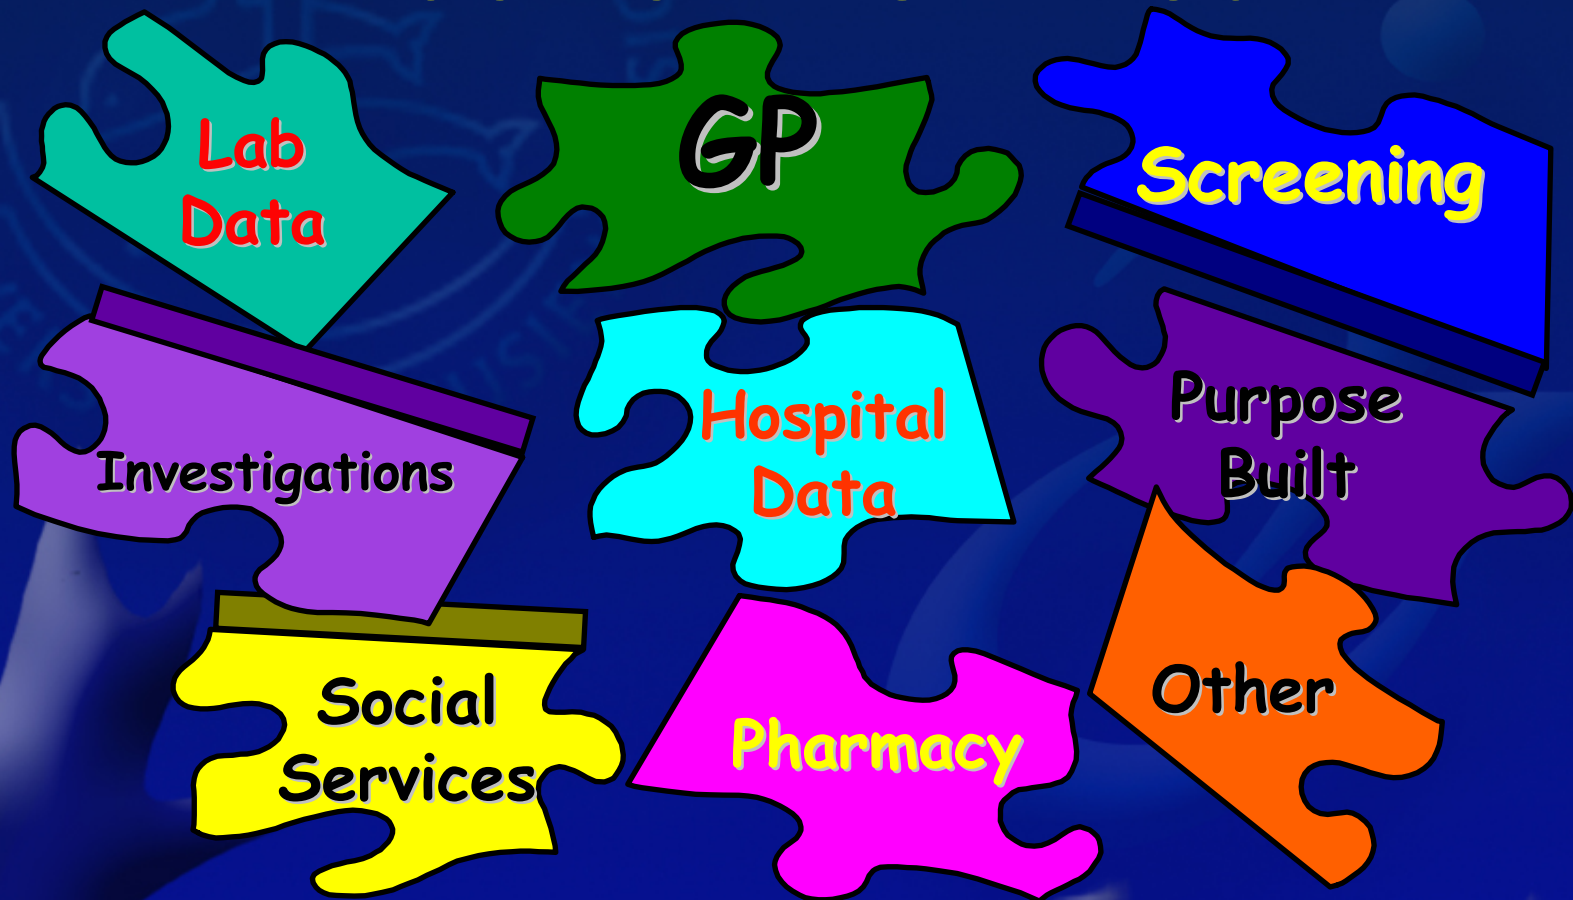 Lab
Data
GP
Screening
Investigations
Hospital
Data
Purpose
Built
Social
Services
Pharmacy
Other